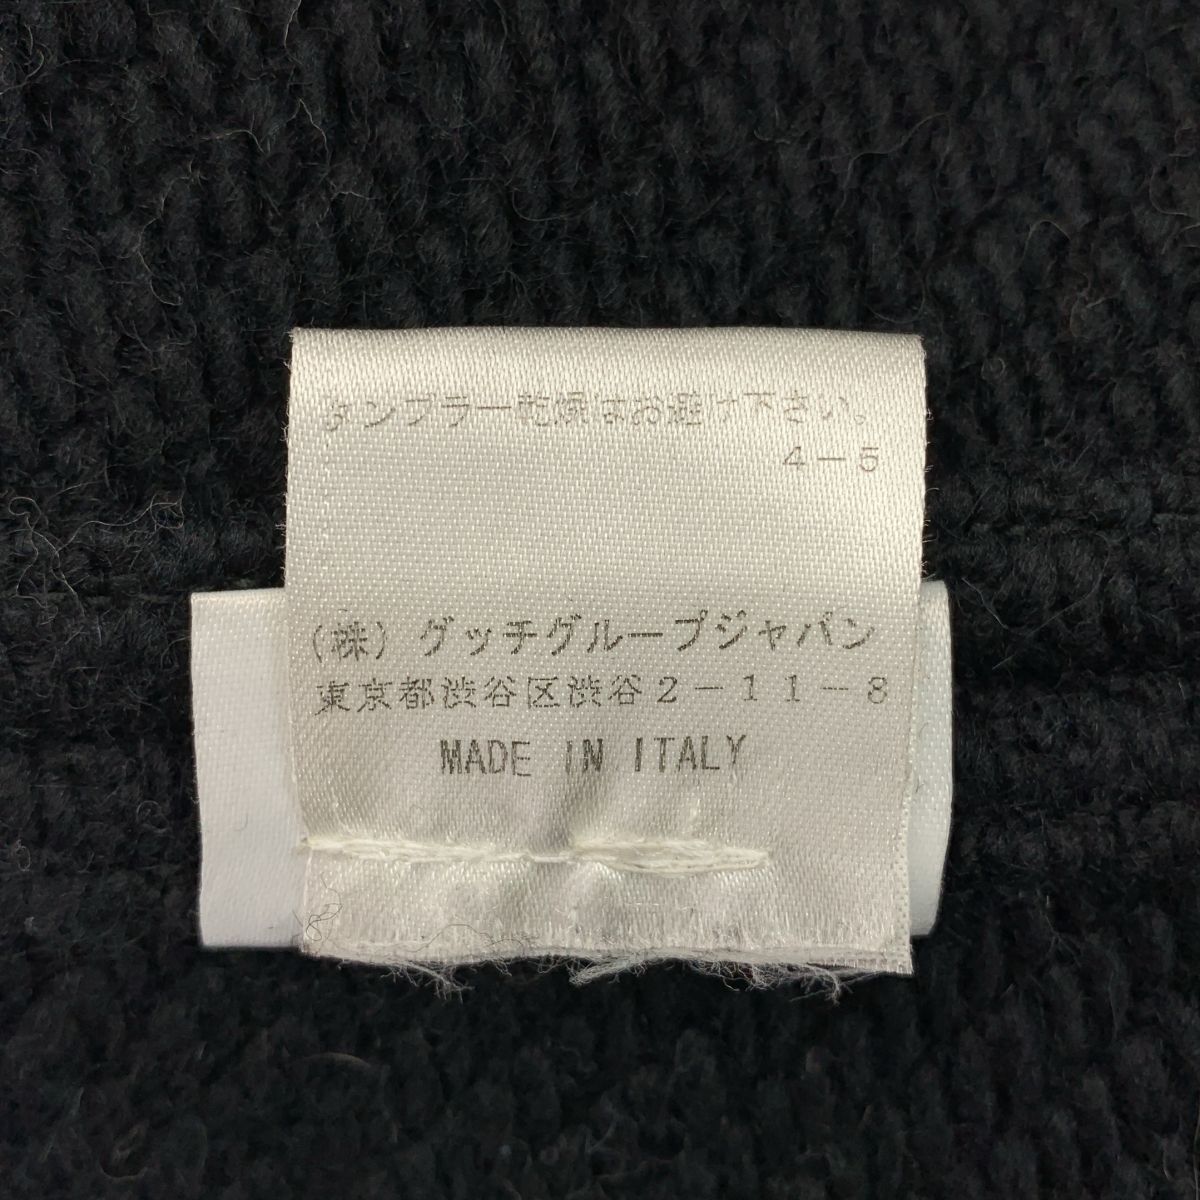 タンブラー乾燥はお避け下さい。
4-5
(株)グッチグループジャパン
東京都渋谷区渋谷2-11-8
MADE IN ITALY